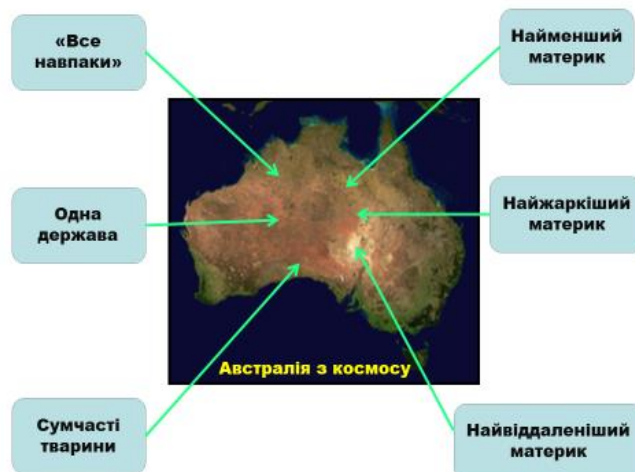 «Все
навпаки»
Найменший
материк
Одна
держава
Найжаркіший
материк
Австралія з космосу
Сумчасті
тварини
Найвіддаленіший
материк